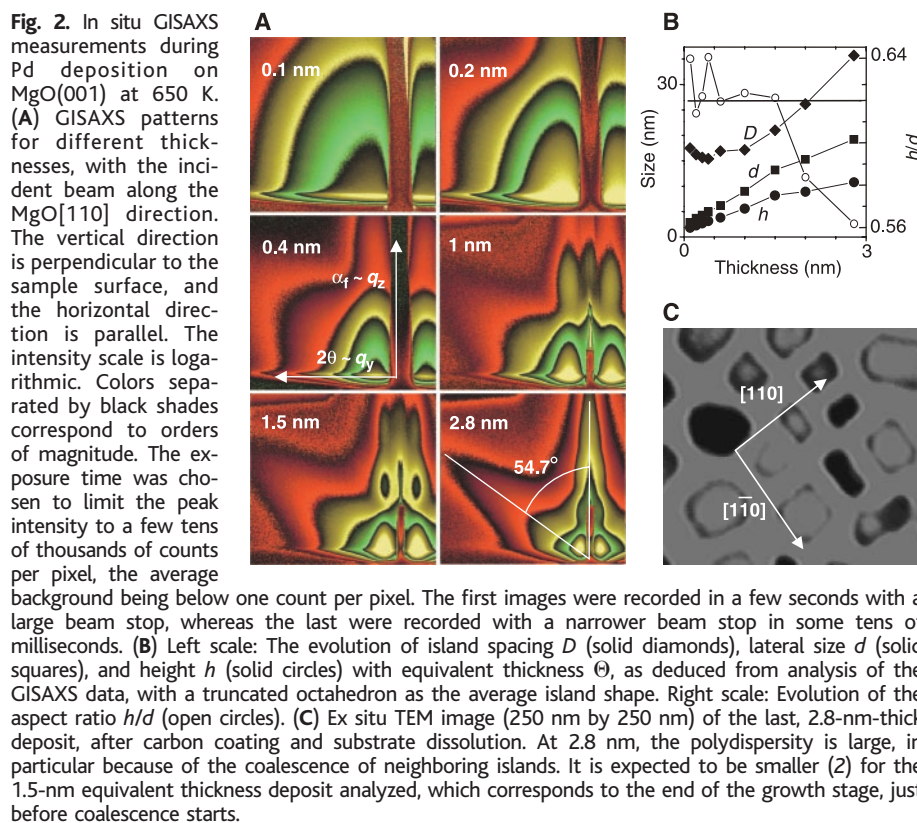 Fig. 2. In situ GISAXS
measurements during
Pd deposition on
MgO(001) at 650 K.
(A) GISAXS patterns
for different thick-
nesses, with the inci-
dent beam along the
MgO[110] direction.
The vertical direction
is perpendicular to the
sample surface, and
the horizontal direc-
tion is parallel. The
intensity scale is loga-
rithmic. Colors sepa-
rated by black shades
correspond to orders
of magnitude. The ex-
posure time was cho-
sen to limit the peak
intensity to a few tens
of thousands of counts
per pixel, the average
background being below one count per pixel. The first images were recorded in a few seconds with a
large beam stop, whereas the last were recorded with a narrower beam stop in some tens of
milliseconds. (B) Left scale: The evolution of island spacing D (solid diamonds), lateral size d (solid
squares), and height h (solid circles) with equivalent thickness Θ, as deduced from analysis of the
GISAXS data, with a truncated octahedron as the average island shape. Right scale: Evolution of the
aspect ratio h/d (open circles). (C) Ex situ TEM image (250 nm by 250 nm) of the last, 2.8-nm-thick
deposit, after carbon coating and substrate dissolution. At 2.8 nm, the polydispersity is large, in
particular because of the coalescence of neighboring islands. It is expected to be smaller (2) for the
1.5-nm equivalent thickness deposit analyzed, which corresponds to the end of the growth stage, just
before coalescence starts.
A
0.1 nm
0.2 nm
0.4 nm
αf ~ qz
2θ ~ qy
1 nm
1.5 nm
2.8 nm
54.7°
B
Size (nm)
30
0
0
3
Thickness (nm)
0.64
0.56
h/d
D
d
h
C
[110]
[11̅0]